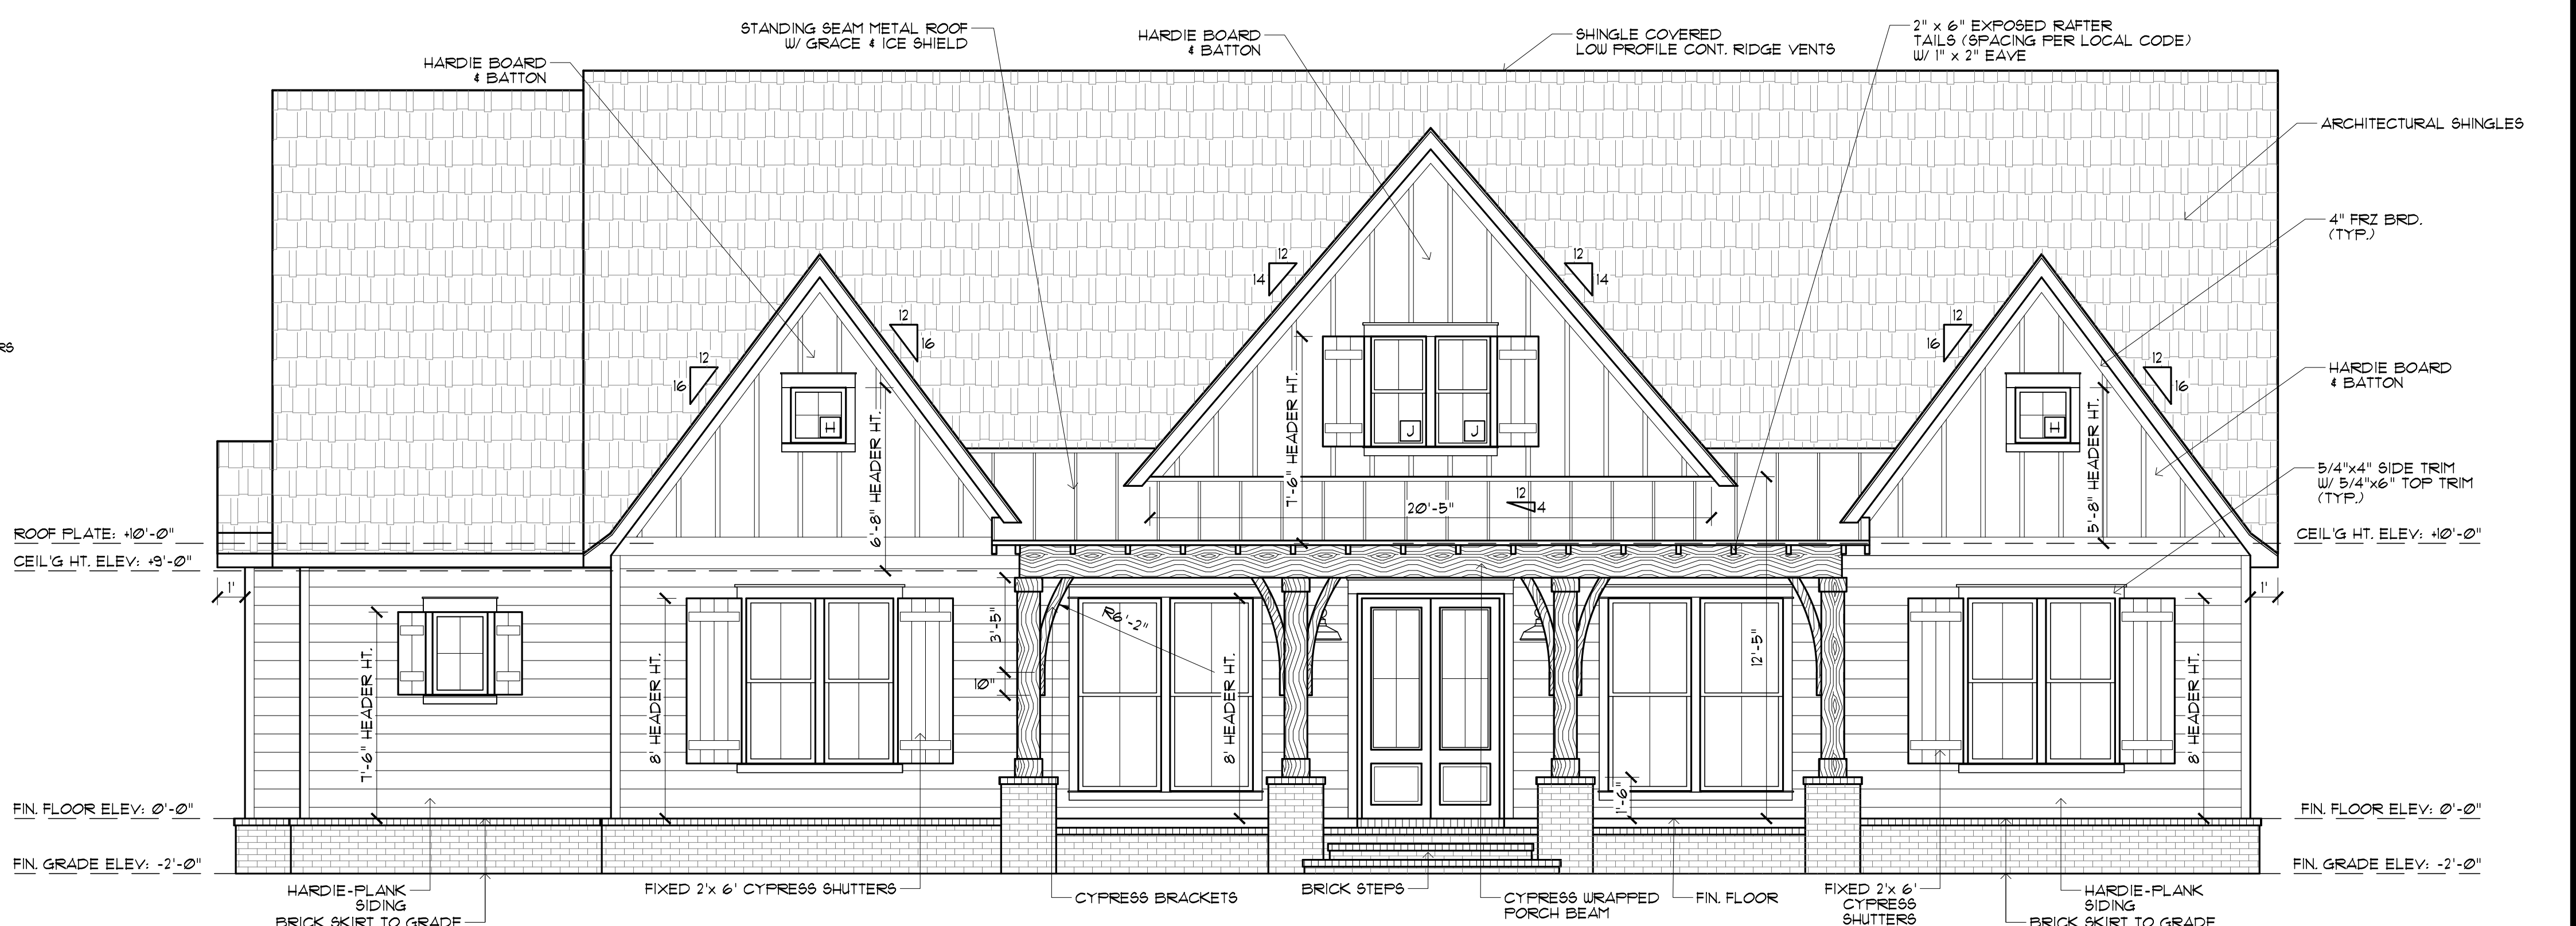 STANDING SEAM METAL ROOF
W/ GRACE & ICE SHIELD
HARDIE BOARD
& BATTON
SHINGLE COVERED
LOW PROFILE CONT. RIDGE VENTS
2" x 6" EXPOSED RAFTER
TAILS (SPACING PER LOCAL CODE)
W/ 1" x 2" EAVE
HARDIE BOARD
& BATTON
ARCHITECTURAL SHINGLES
4" FRZ BRD.
(TYP.)
12
14
12
14
12
16
12
16
12
16
12
16
RS
HARDIE BOARD
& BATTON
H
J
J
H
6'-8" HEADER HT.
7'-6" HEADER HT.
5'-8" HEADER HT.
5/4"x4" SIDE TRIM
W/ 5/4"x6" TOP TRIM
(TYP.)
20'-5"
12
4
ROOF PLATE: +10'-0"
CEIL'G HT. ELEV: +10'-0"
CEIL'G HT. ELEV: +9'-0"
1'
1'
3'-5"
R6'-2"
10"
12'-5"
7'-6" HEADER HT.
8' HEADER HT.
8' HEADER HT.
8' HEADER HT.
1'-6"
FIN. FLOOR ELEV: 0'-0"
FIN. FLOOR ELEV: 0'-0"
FIN. GRADE ELEV: -2'-0"
FIN. GRADE ELEV: -2'-0"
HARDIE-PLANK
SIDING
BRICK SKIRT TO GRADE
FIXED 2'x 6' CYPRESS SHUTTERS
CYPRESS BRACKETS
BRICK STEPS
CYPRESS WRAPPED
PORCH BEAM
FIN. FLOOR
FIXED 2'x 6'
CYPRESS
SHUTTERS
HARDIE-PLANK
SIDING
BRICK SKIRT TO GRADE